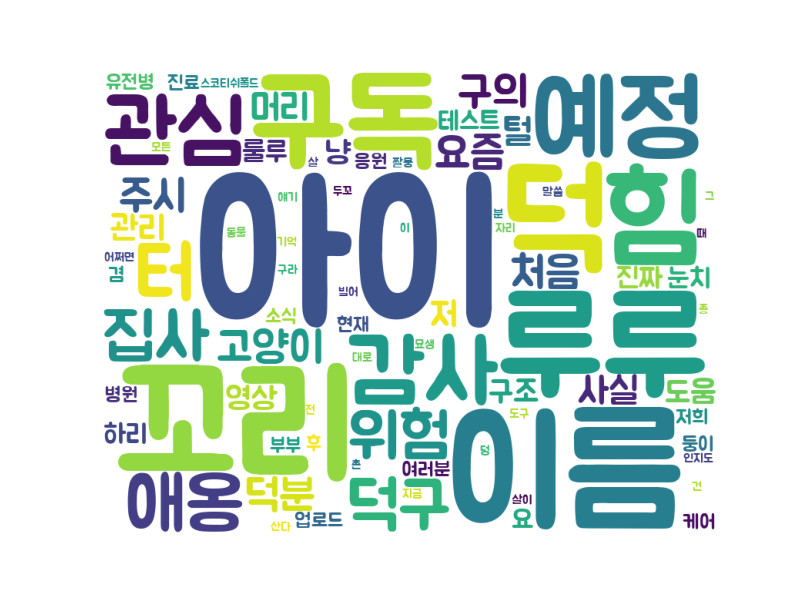 유전병 진료 스코티쉬폴드 구독 구의 예정
관심 머리 테스트 털
모든 룰루 살 냥 응원 짤뭉 요즘
주시 얘기 두꼬 아이 말씀 덕 힘 그
관리 동물 이 분 자리 때
어쩌면 터 기억
겸 구라 처음 진짜 눈치
빙어
집사 고양이 소식 현재 저 루루 종
대로 감사 묘생
병원 꼬리 영상 전 구조 사실 도움
하리 부부 후 위험 도구 이름 저희
촌 여러분 덩 둥이
인지도
애옹 덕분 덕구 지금 살이 건
산다 업로드 요 케어